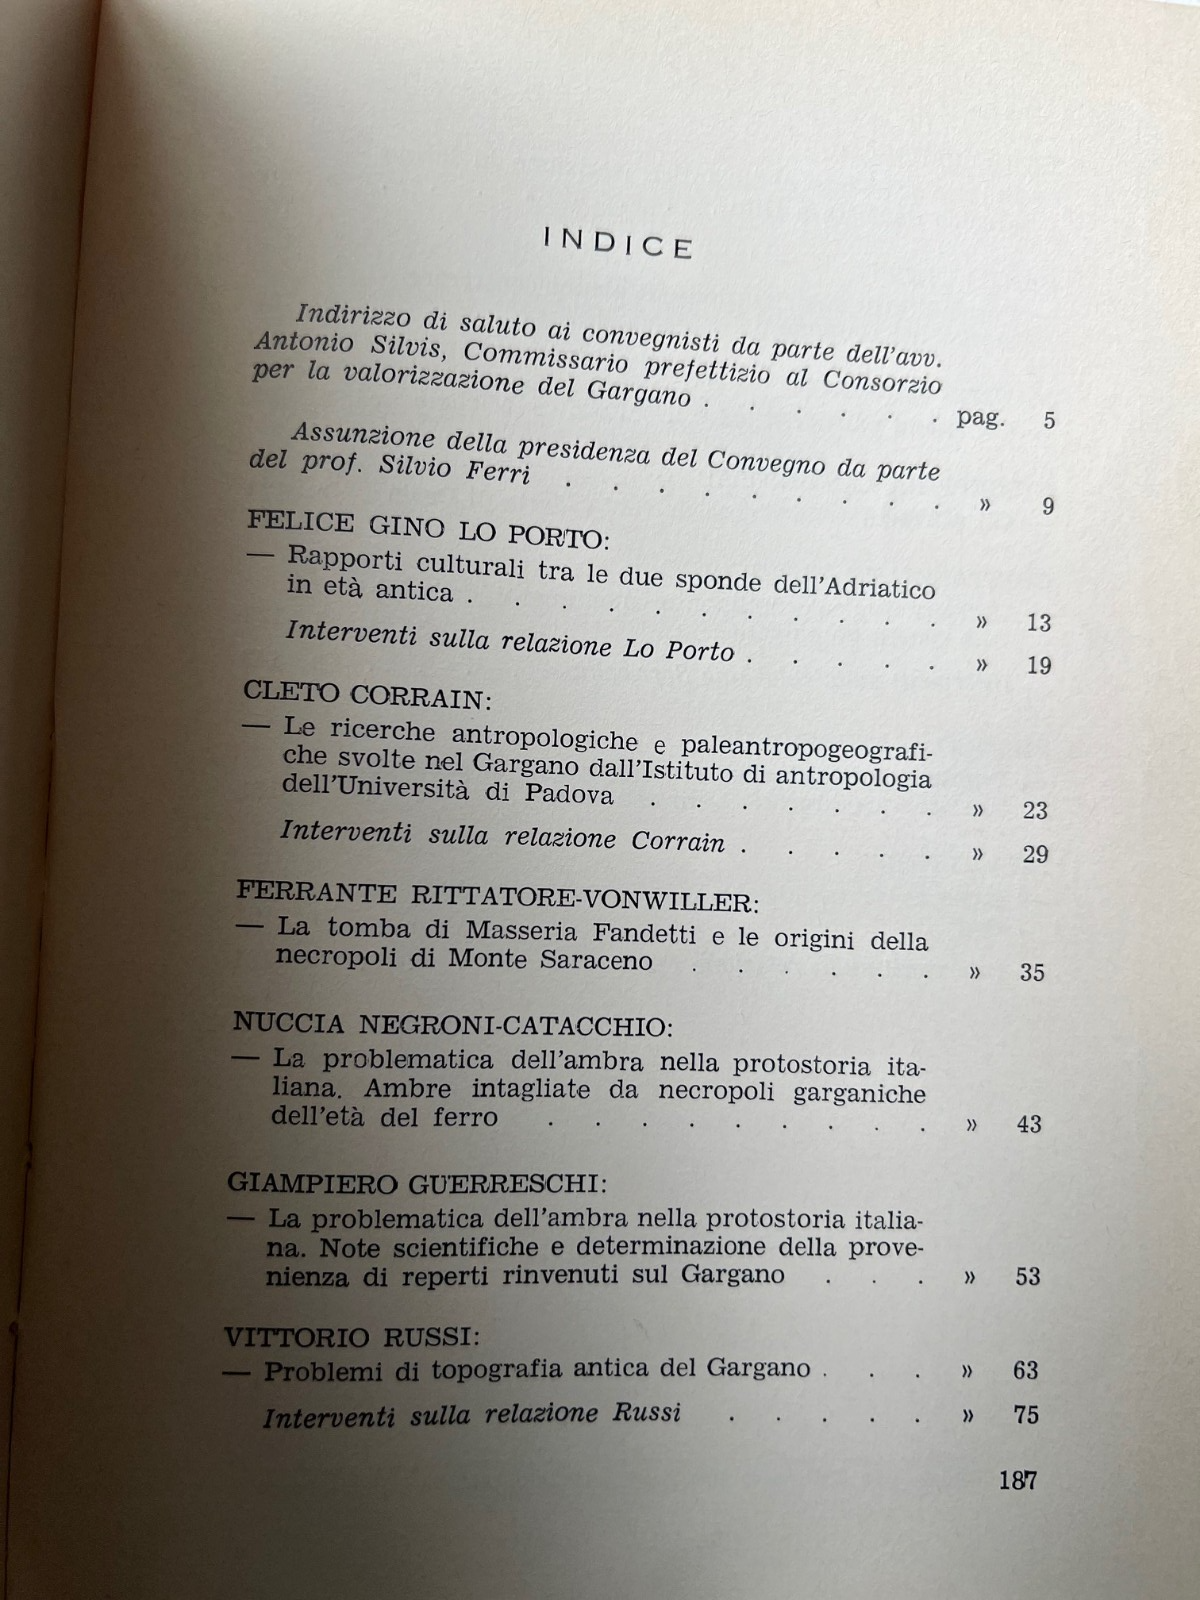 INDICE
Indirizzo di saluto ai convegnisti da parte dell'avv.
Antonio Silvis, Commissario prefettizio al Consorzio
per la valorizzazione del Gargano . . . . . . pag. 5
Assunzione della presidenza del Convegno da parte
del prof. Silvio Ferri . . . . . . . . . » 9
FELICE GINO LO PORTO:
— Rapporti culturali tra le due sponde dell'Adriatico
in età antica . . . . . . . . . . . » 13
Interventi sulla relazione Lo Porto . . . . . » 19
CLETO CORRAIN:
— Le ricerche antropologiche e paleantropogeografi-
che svolte nel Gargano dall'Istituto di antropologia
dell'Università di Padova . . . . . . . » 23
Interventi sulla relazione Corrain . . . . . » 29
FERRANTE RITTATORE-VONWILLER:
— La tomba di Masseria Fandetti e le origini della
necropoli di Monte Saraceno . . . . . . » 35
NUCCIA NEGRONI-CATACCHIO:
— La problematica dell'ambra nella protostoria ita-
liana. Ambre intagliate da necropoli garganiche
dell'età del ferro . . . . . . . . . » 43
GIAMPIERO GUERRESCHI:
— La problematica dell'ambra nella protostoria italia-
na. Note scientifiche e determinazione della prove-
nienza di reperti rinvenuti sul Gargano . . . » 53
VITTORIO RUSSI:
— Problemi di topografia antica del Gargano . . . » 63
Interventi sulla relazione Russi . . . . . » 75
187